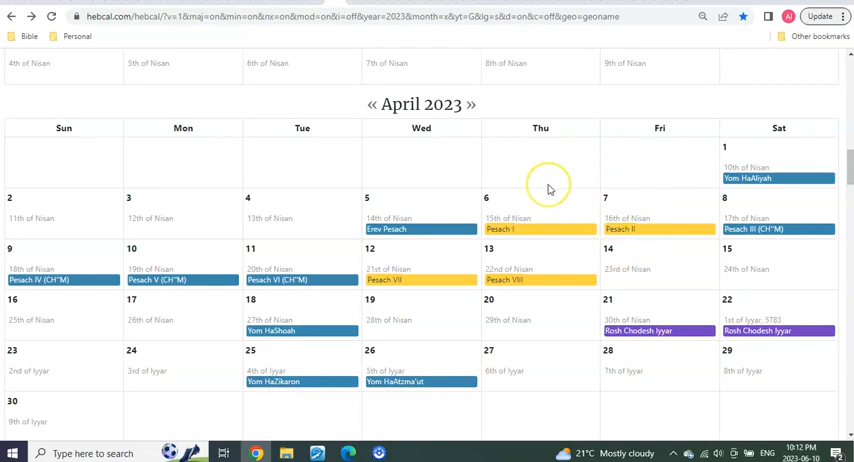 hebcal.com/hebcal/?v=1&maj=on&min=on&nx=on&mod=on&i=off&year=2023&month=x&yt=G&lg=s&d=on&c=off&geo=geoname
AI
Update
Bible
Personal
Other bookmarks
4th of Nisan 5th of Nisan 6th of Nisan 7th of Nisan 8th of Nisan 9th of Nisan
« April 2023 »
Sun Mon Tue Wed Thu Fri Sat
1
10th of Nisan
Yom HaAliyah
2 3 4 5 6 7 8
11th of Nisan 12th of Nisan 13th of Nisan 14th of Nisan 15th of Nisan 16th of Nisan 17th of Nisan
Erev Pesach Pesach I Pesach II Pesach III (CH''M)
9 10 11 12 13 14 15
18th of Nisan 19th of Nisan 20th of Nisan 21st of Nisan 22nd of Nisan 23rd of Nisan 24th of Nisan
Pesach IV (CH''M) Pesach V (CH''M) Pesach VI (CH''M) Pesach VII Pesach VIII
16 17 18 19 20 21 22
25th of Nisan 26th of Nisan 27th of Nisan 28th of Nisan 29th of Nisan 30th of Nisan 1st of Iyyar, 5783
Yom HaShoah Rosh Chodesh Iyyar Rosh Chodesh Iyyar
23 24 25 26 27 28 29
2nd of Iyyar 3rd of Iyyar 4th of Iyyar 5th of Iyyar 6th of Iyyar 7th of Iyyar 8th of Iyyar
Yom HaZikaron Yom HaAtzma'ut
30
9th of Iyyar
Type here to search
21°C Mostly cloudy
ENG
10:12 PM
2023-06-10
2